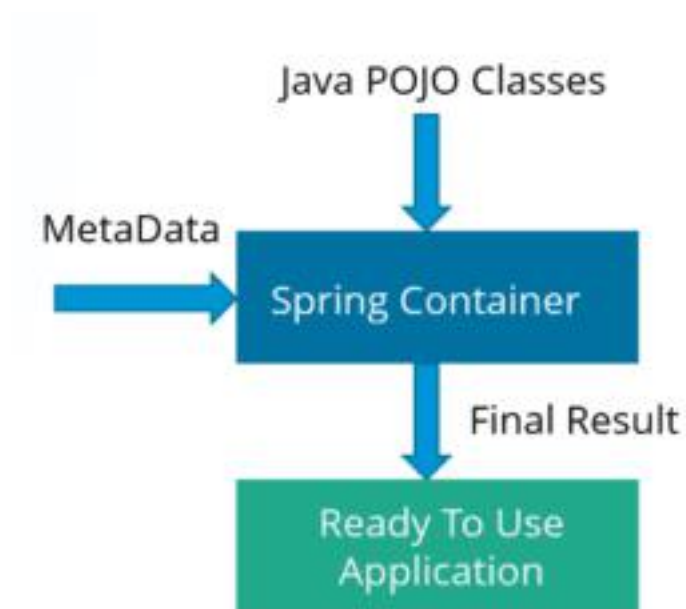 Java POJO Classes
MetaData
Spring Container
Final Result
Ready To Use
Application